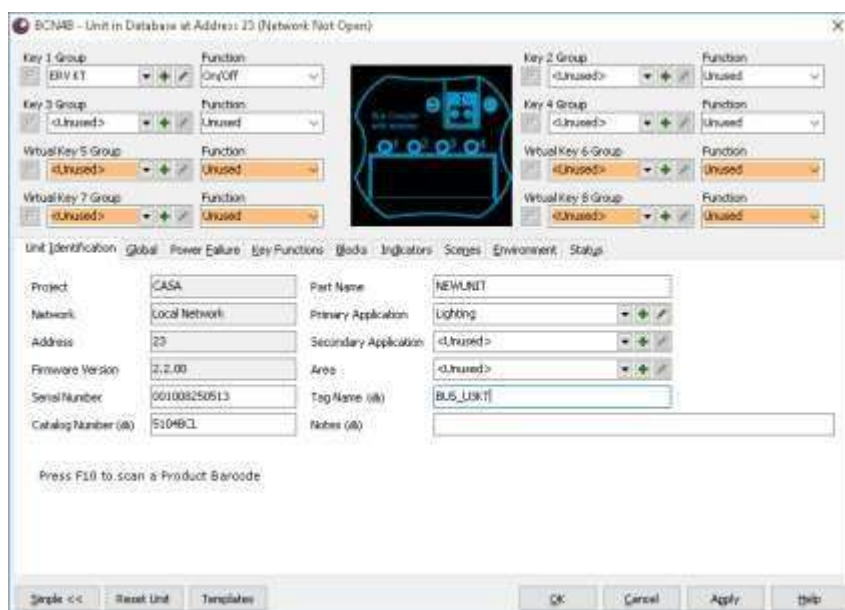 BCN4B - Unit in Database at Address 23 (Network Not Open)
Key 1 Group Function Key 2 Group Function
ERV KT On/Off <Unused> Unused
Key 3 Group Function Key 4 Group Function
<Unused> Unused <Unused> Unused
Virtual Key 5 Group Function Virtual Key 6 Group Function
<Unused> Unused <Unused> Unused
Virtual Key 7 Group Function Virtual Key 8 Group Function
<Unused> Unused <Unused> Unused
Unit Identification Global Power Failure Key Functions Blocks Indicators Scenes Environment Status
Project CASA Part Name NEWUNIT
Network Local Network Primary Application Lighting
Address 23 Secondary Application <Unused>
Firmware Version 2.2.00 Area <Unused>
Serial Number 001008250513 Tag Name (db)
Catalog Number (db) 5104BCL Notes (db)
Press F10 to scan a Product Barcode
Simple << Reset Unit Templates OK Cancel Apply Help